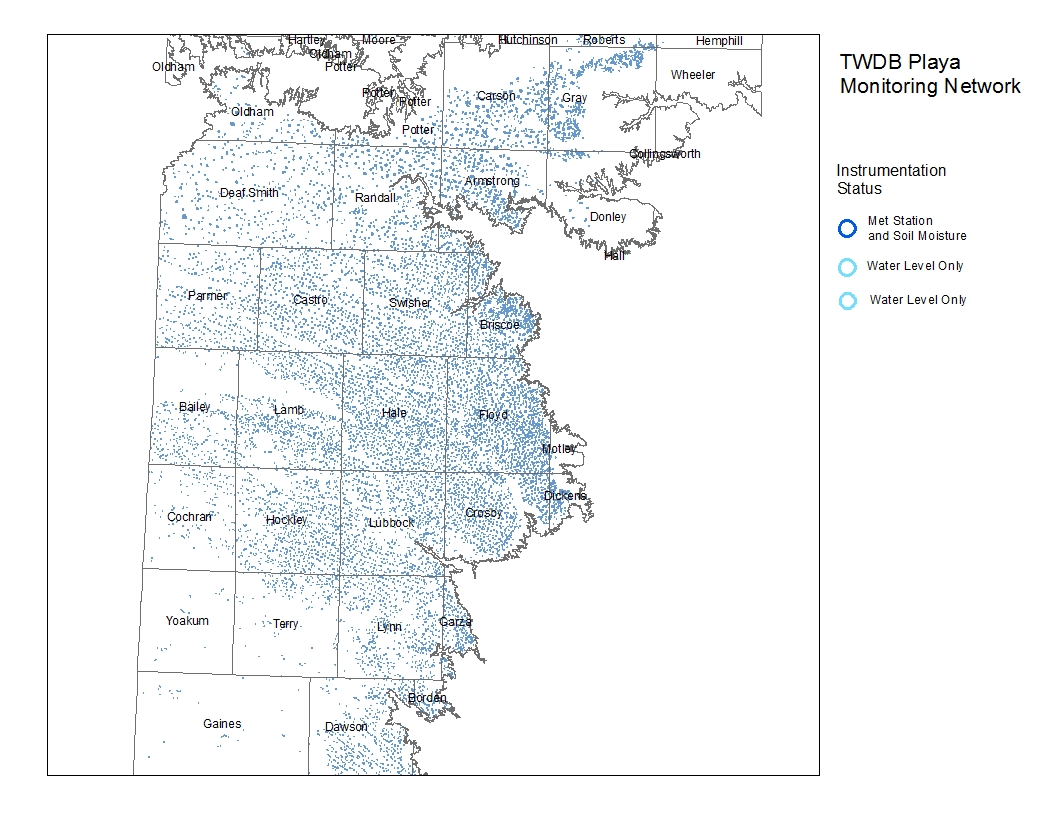 TWDB Playa
Monitoring Network
Instrumentation
Status
Met Station
and Soil Moisture
Water Level Only
Water Level Only
Hartley
Moore
Hutchinson
Roberts
Hemphill
Oldham
Oldham
Potter
Wheeler
Potter
Potter
Carson
Gray
Oldham
Potter
Collingsworth
Deaf Smith
Randall
Armstrong
Donley
Hall
Parmer
Castro
Swisher
Briscoe
Bailey
Lamb
Hale
Floyd
Motley
Dickens
Cochran
Hockley
Lubbock
Crosby
Yoakum
Terry
Lynn
Garza
Borden
Gaines
Dawson